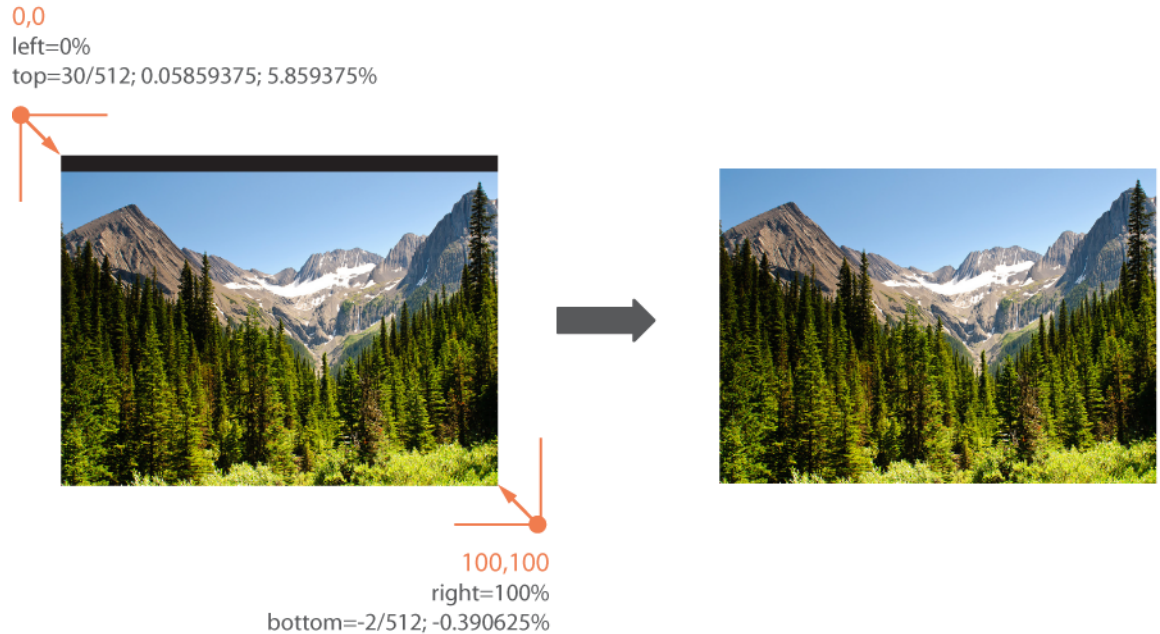 0,0
left=0%
top=30/512; 0.05859375; 5.859375%
100,100
right=100%
bottom=-2/512; -0.390625%